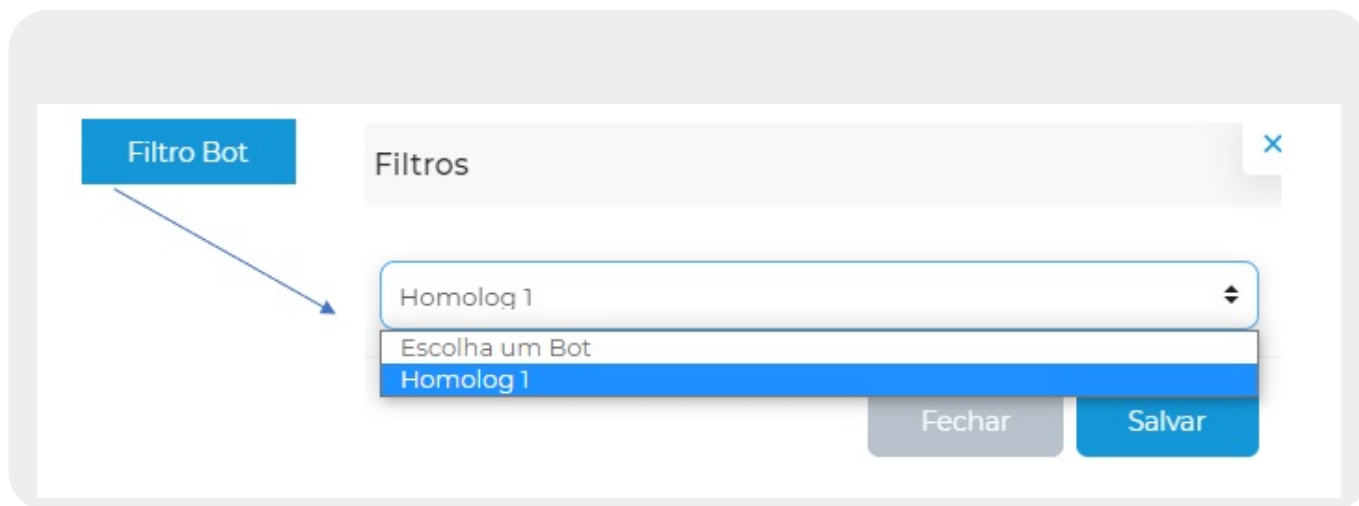 Filtro Bot
Filtros
Homolog 1
Escolha um Bot
Homolog 1
Fechar
Salvar